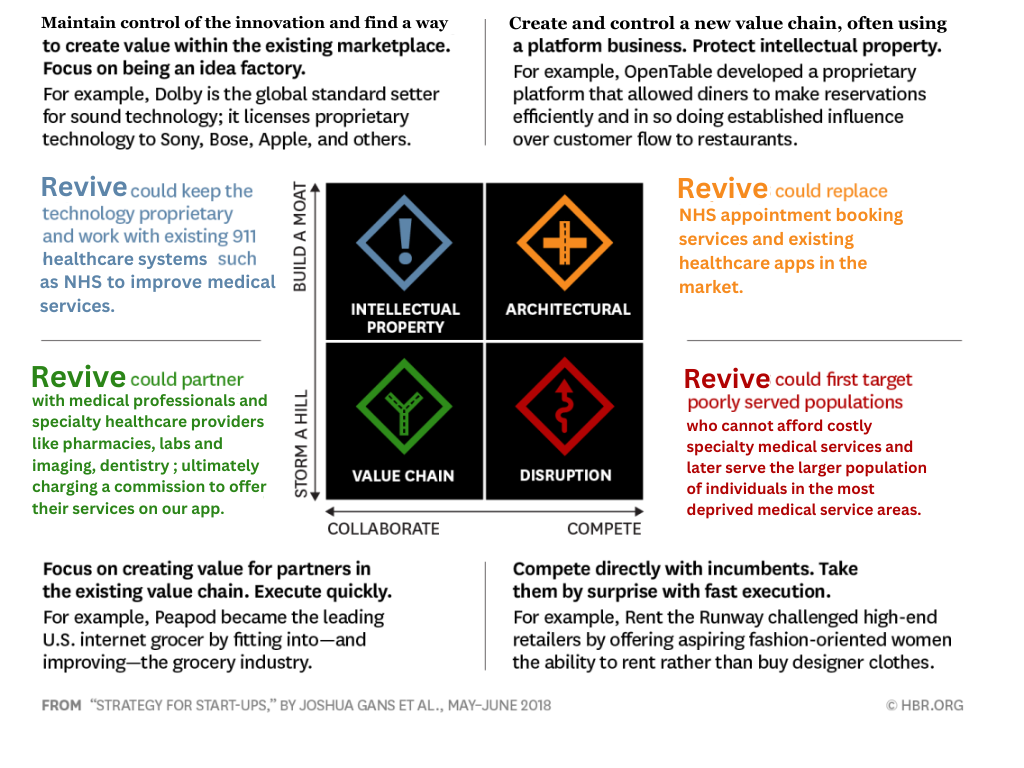 Maintain control of the innovation and find a way
to create value within the existing marketplace.
Focus on being an idea factory.
For example, Dolby is the global standard setter
for sound technology; it licenses proprietary
technology to Sony, Bose, Apple, and others.
Create and control a new value chain, often using
a platform business. Protect intellectual property.
For example, OpenTable developed a proprietary
platform that allowed diners to make reservations
efficiently and in so doing established influence
over customer flow to restaurants.
Revive could keep the
technology proprietary
and work with existing 911
healthcare systems such
as NHS to improve medical
services.
BUILD A MOAT
INTELLECTUAL
PROPERTY
ARCHITECTURAL
Revive could replace
NHS appointment booking
services and existing
healthcare apps in the
market.
Revive could partner
with medical professionals and
specialty healthcare providers
like pharmacies, labs and
imaging, dentistry ; ultimately
charging a commission to offer
their services on our app.
STORM A HILL
VALUE CHAIN
DISRUPTION
Revive could first target
poorly served populations
who cannot afford costly
specialty medical services and
later serve the larger population
of individuals in the most
deprived medical service areas.
COLLABORATE
COMPETE
Focus on creating value for partners in
the existing value chain. Execute quickly.
For example, Peapod became the leading
U.S. internet grocer by fitting into—and
improving—the grocery industry.
Compete directly with incumbents. Take
them by surprise with fast execution.
For example, Rent the Runway challenged high-end
retailers by offering aspiring fashion-oriented women
the ability to rent rather than buy designer clothes.
FROM “STRATEGY FOR START-UPS,” BY JOSHUA GANS ET AL., MAY–JUNE 2018
© HBR.ORG